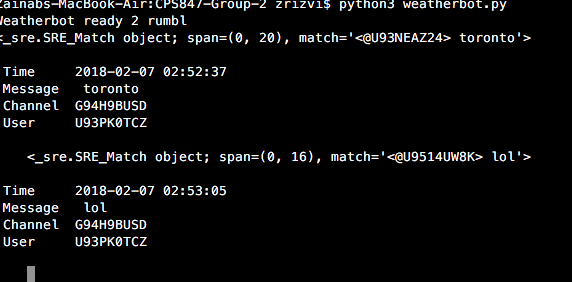 Zainabs-MacBook-Air:CPS847-Group-2 zrizvi$ python3 weatherbot.py
Weatherbot ready 2 rumbl
<_sre.SRE_Match object; span=(0, 20), match='<@U93NEAZ24> toronto'>
Time 2018-02-07 02:52:37
Message toronto
Channel G94H9BUSD
User U93PK0TCZ
<_sre.SRE_Match object; span=(0, 16), match='<@U9514UW8K> lol'>
Time 2018-02-07 02:53:05
Message lol
Channel G94H9BUSD
User U93PK0TCZ